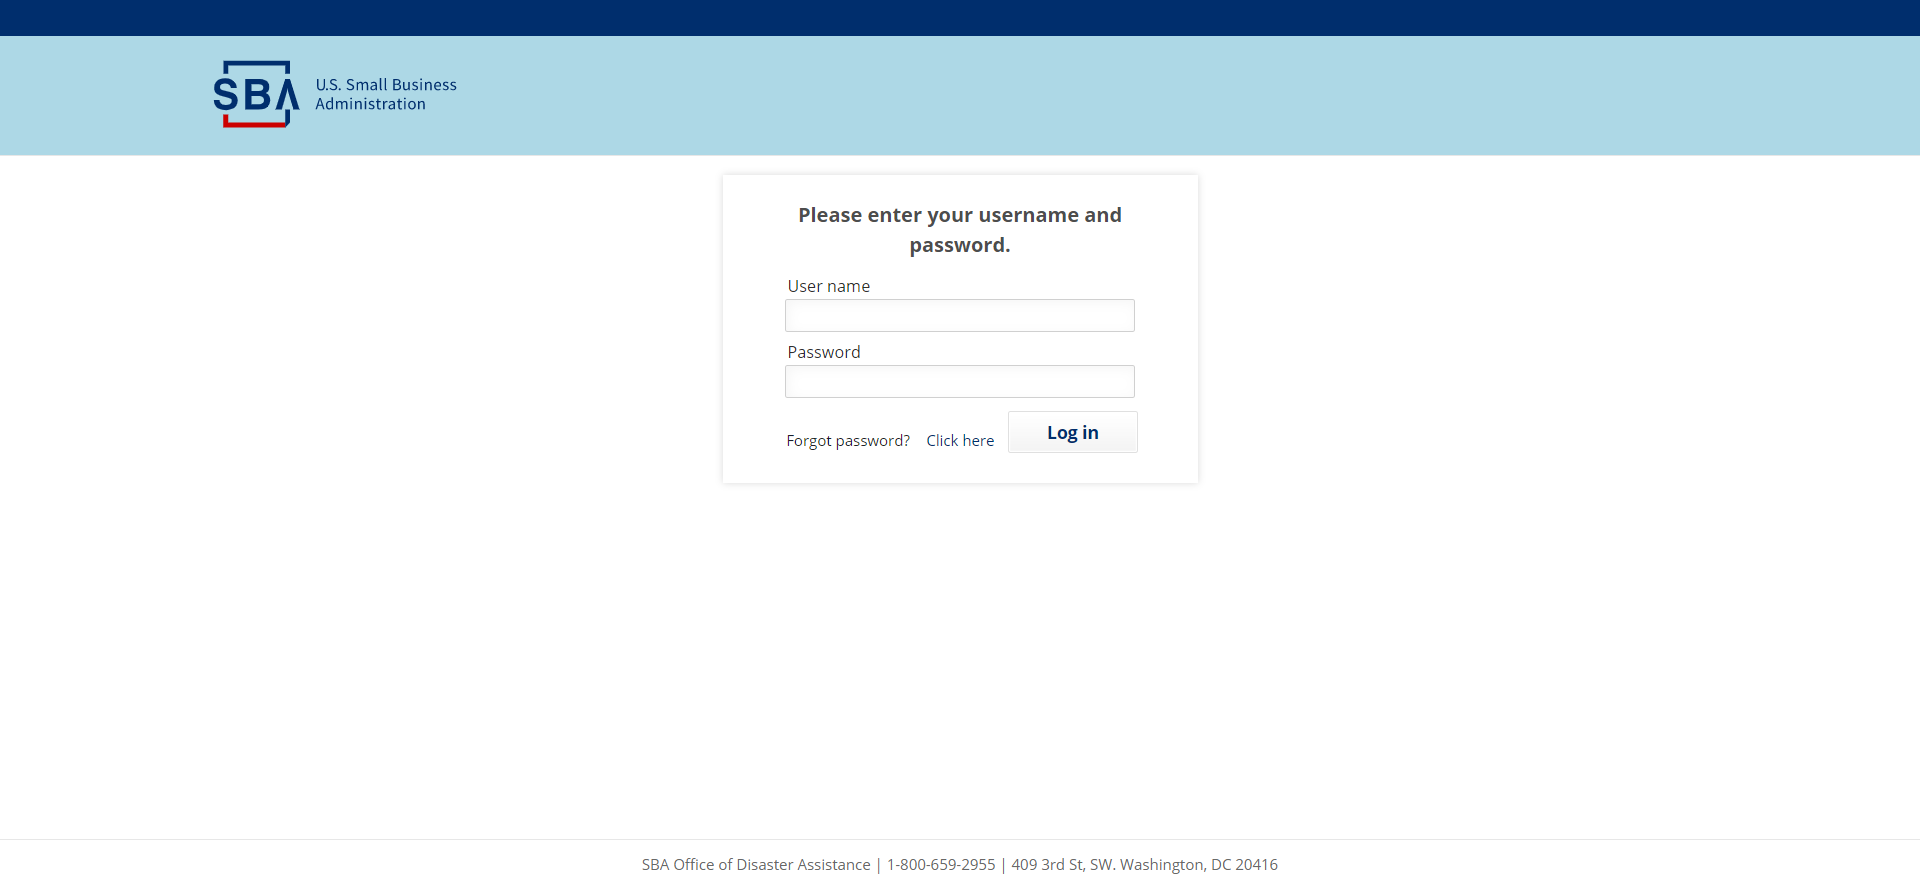 SBA
U.S. Small Business
Administration
Please enter your username and
password.
User name
Password
Forgot password? Click here
Log in
SBA Office of Disaster Assistance | 1-800-659-2955 | 409 3rd St, SW. Washington, DC 20416